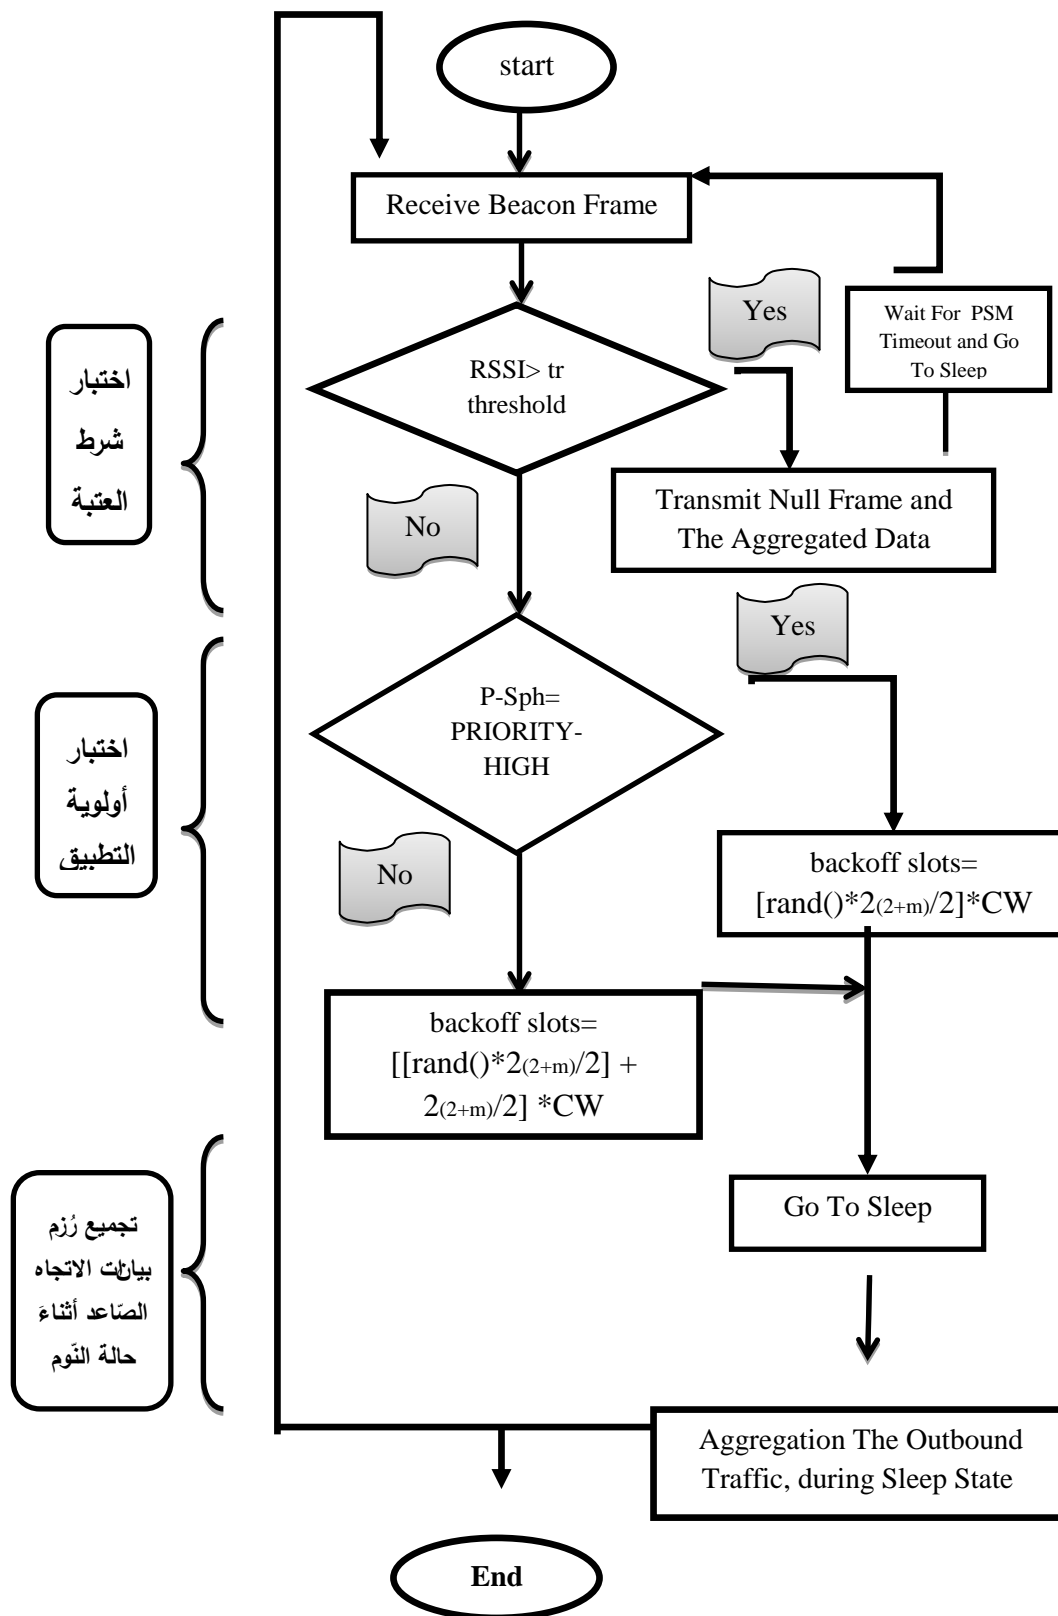 start
Receive Beacon Frame
Yes
Wait For PSM
Timeout and Go
To Sleep
RSSI> tr
threshold
اختبار
شرط
العتبة
No
Transmit Null Frame and
The Aggregated Data
Yes
P-Sph=
PRIORITY-
HIGH
اختبار
أولوية
التطبيق
No
backoff slots=
[rand()*2(2+m)/2]*CW
backoff slots=
[[rand()*2(2+m)/2] +
2(2+m)/2] *CW
Go To Sleep
تجميع رُزم
بيانات الاتجاه
الصّاعد أثناءَ
حالة النّوم
Aggregation The Outbound
Traffic, during Sleep State
End